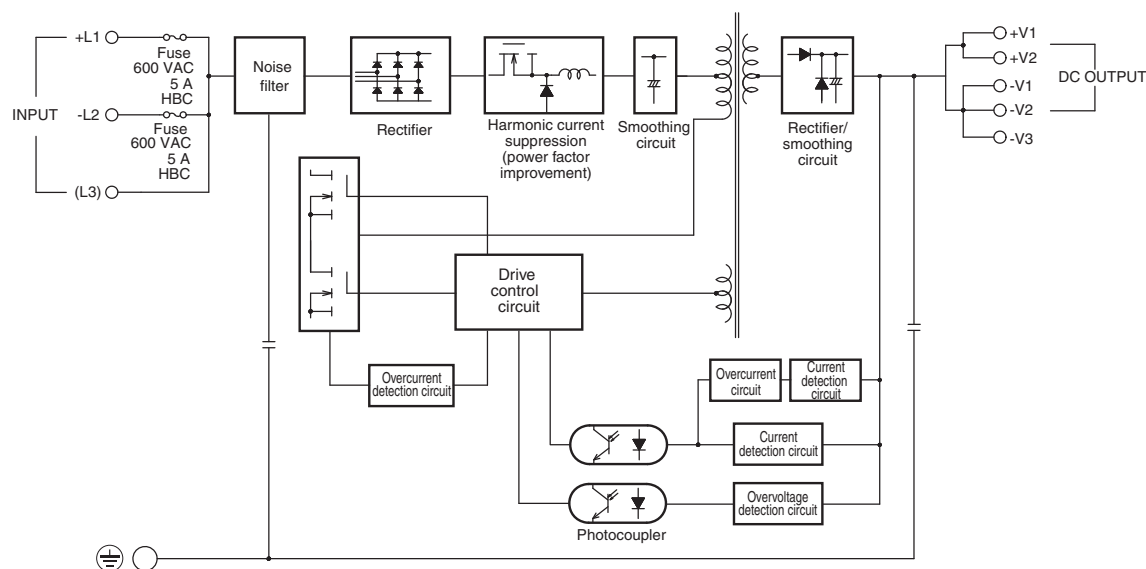 INPUT
+L1
Fuse
600 VAC
5 A
HBC
-L2
Fuse
600 VAC
5 A
HBC
(L3)
Noise
filter
Rectifier
Harmonic current
suppression
(power factor
improvement)
Smoothing
circuit
Rectifier/
smoothing
circuit
+V1
+V2
-V1
-V2
-V3
DC OUTPUT
Drive
control
circuit
Overcurrent
detection circuit
Overcurrent
circuit
Current
detection
circuit
Current
detection circuit
Overvoltage
detection circuit
Photocoupler